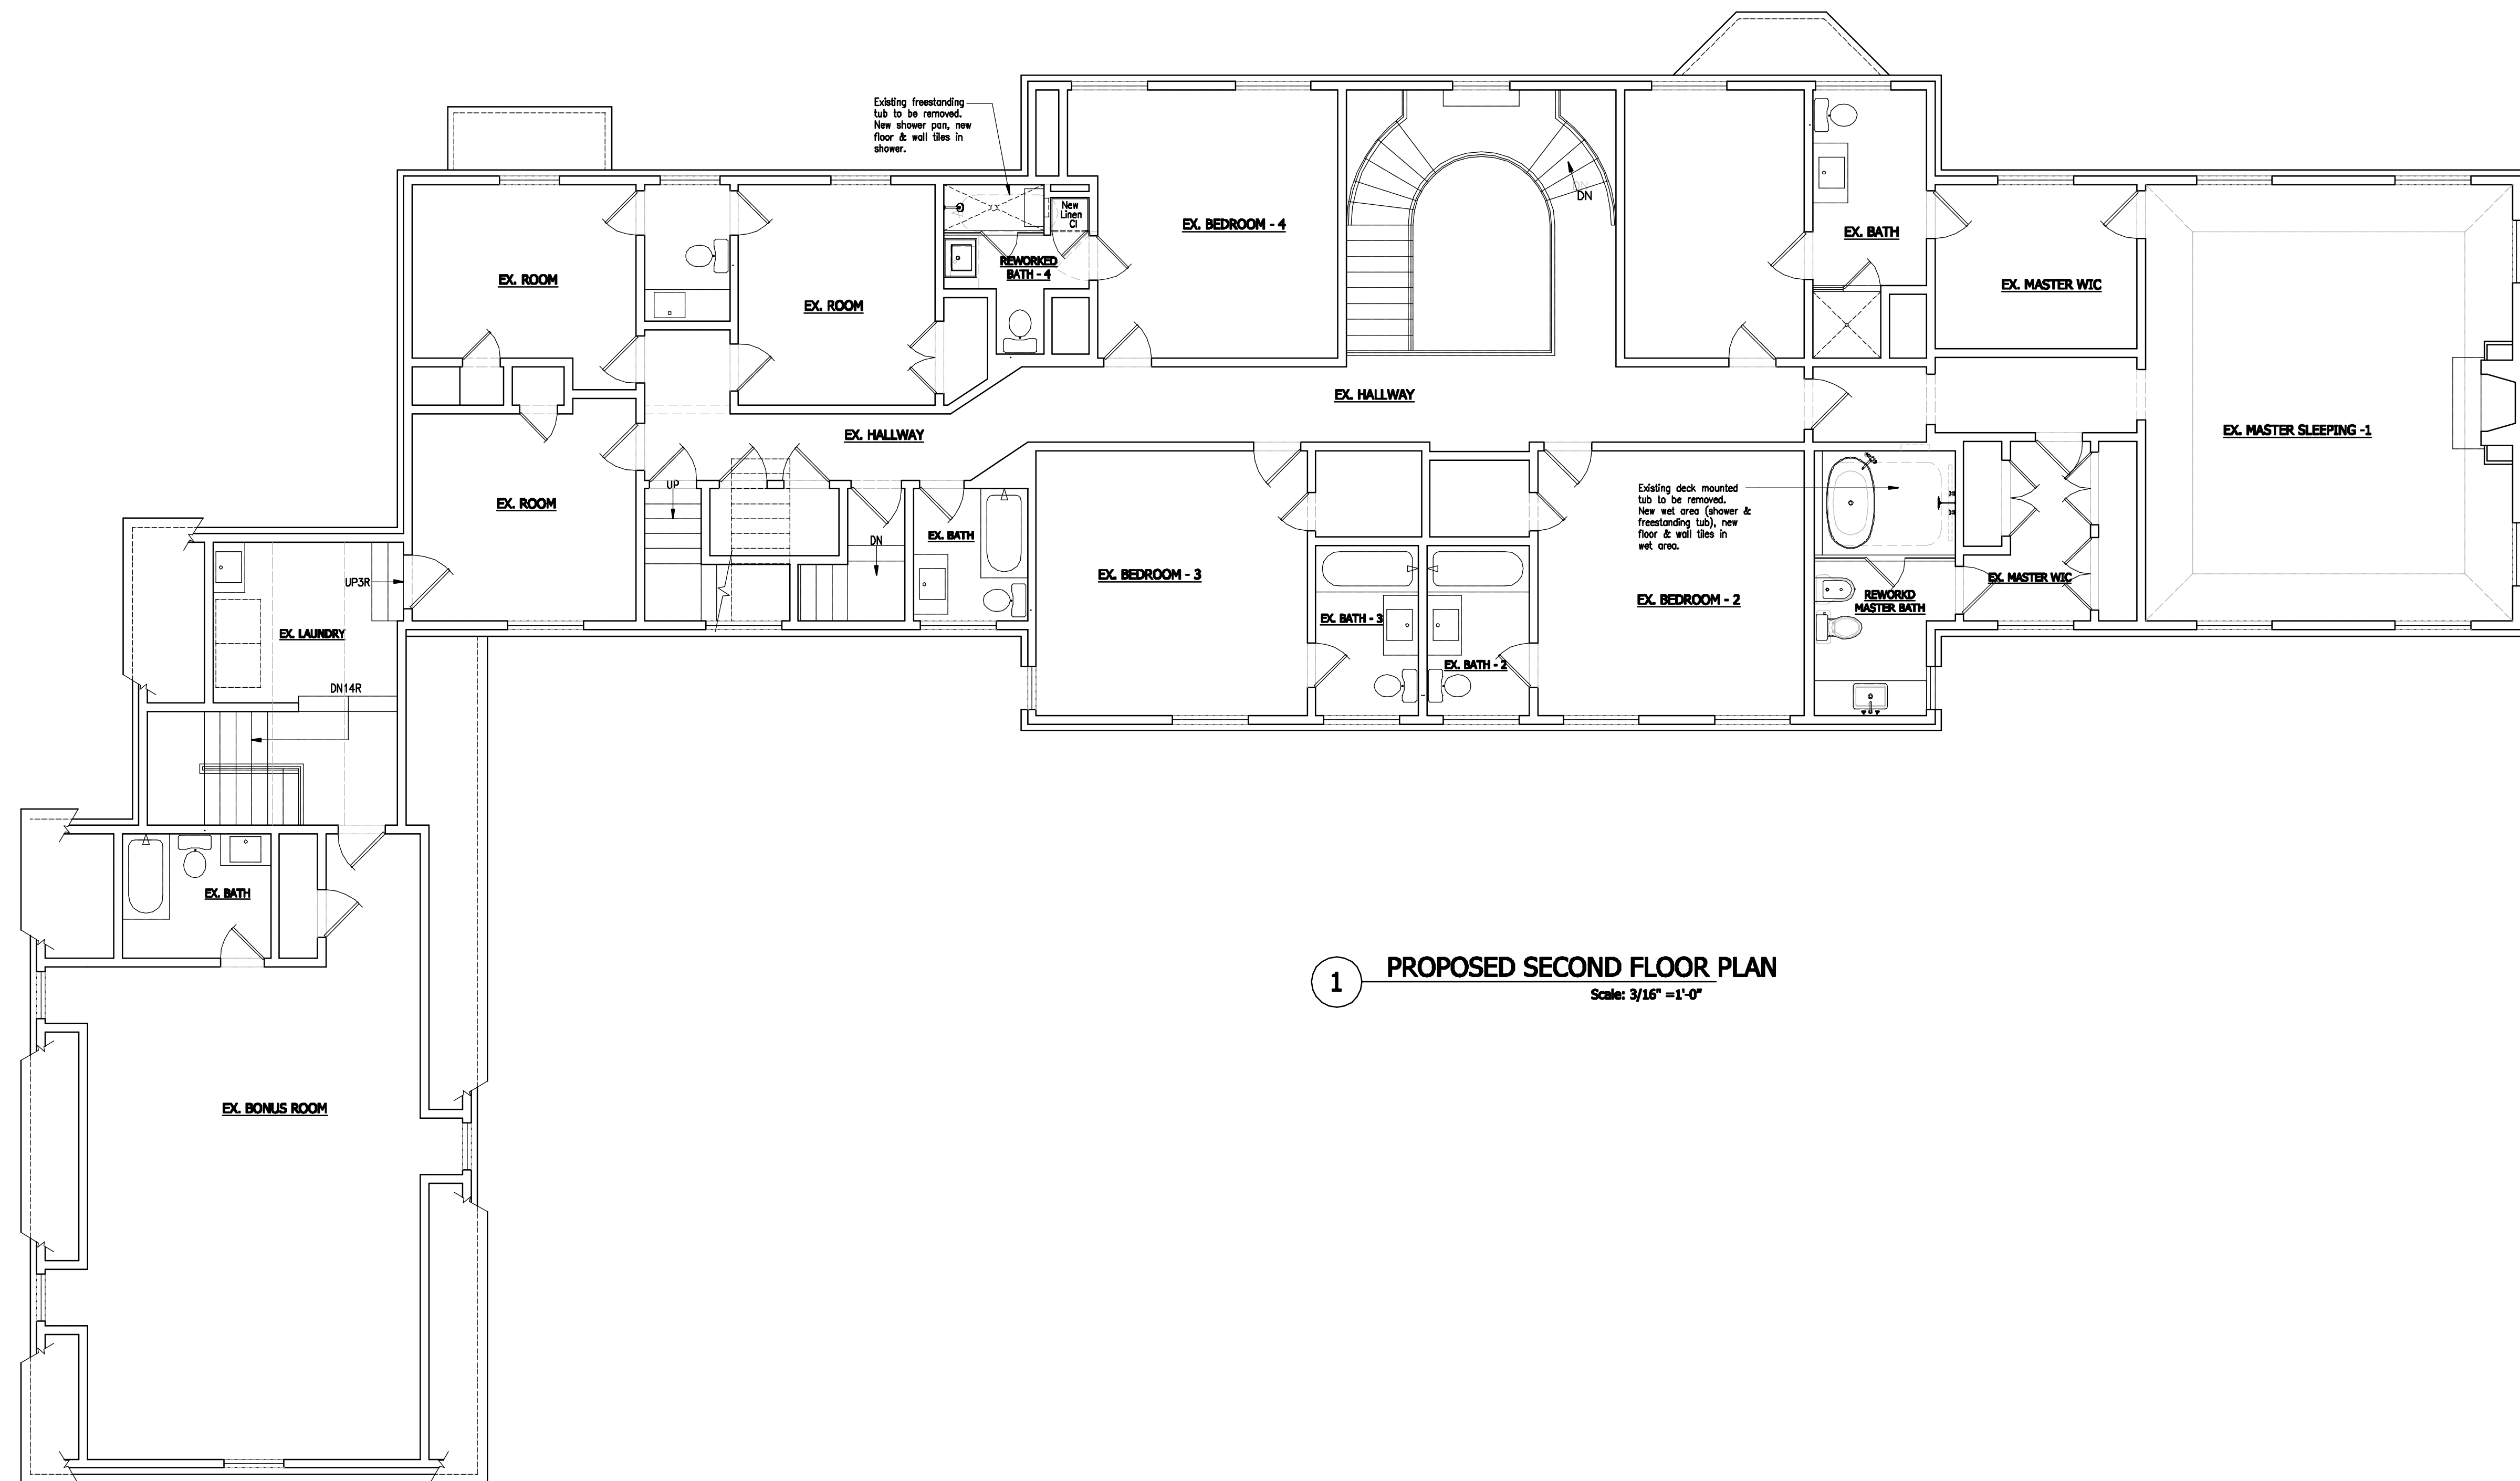 Existing freestanding
tub to be removed.
New shower pan, new
floor & wall tiles in
shower.
New
Linen
Cl
REWORKED
BATH - 4
EX. BEDROOM - 4
DN
EX. BATH
EX. MASTER WIC
EX. ROOM
EX. ROOM
EX. HALLWAY
EX. HALLWAY
EX. MASTER SLEEPING -1
EX. ROOM
UP
DN
EX. BATH
EX. BEDROOM - 3
EX. BATH - 3
EX. BATH - 2
EX. BEDROOM - 2
Existing deck mounted
tub to be removed.
New wet area (shower &
freestanding tub), new
floor & wall tiles in
wet area.
REWORKD
MASTER BATH
EX. MASTER WIC
UP3R
EX. LAUNDRY
DN14R
EX. BATH
EX. BONUS ROOM
1
PROPOSED SECOND FLOOR PLAN
Scale: 3/16" =1'-0"